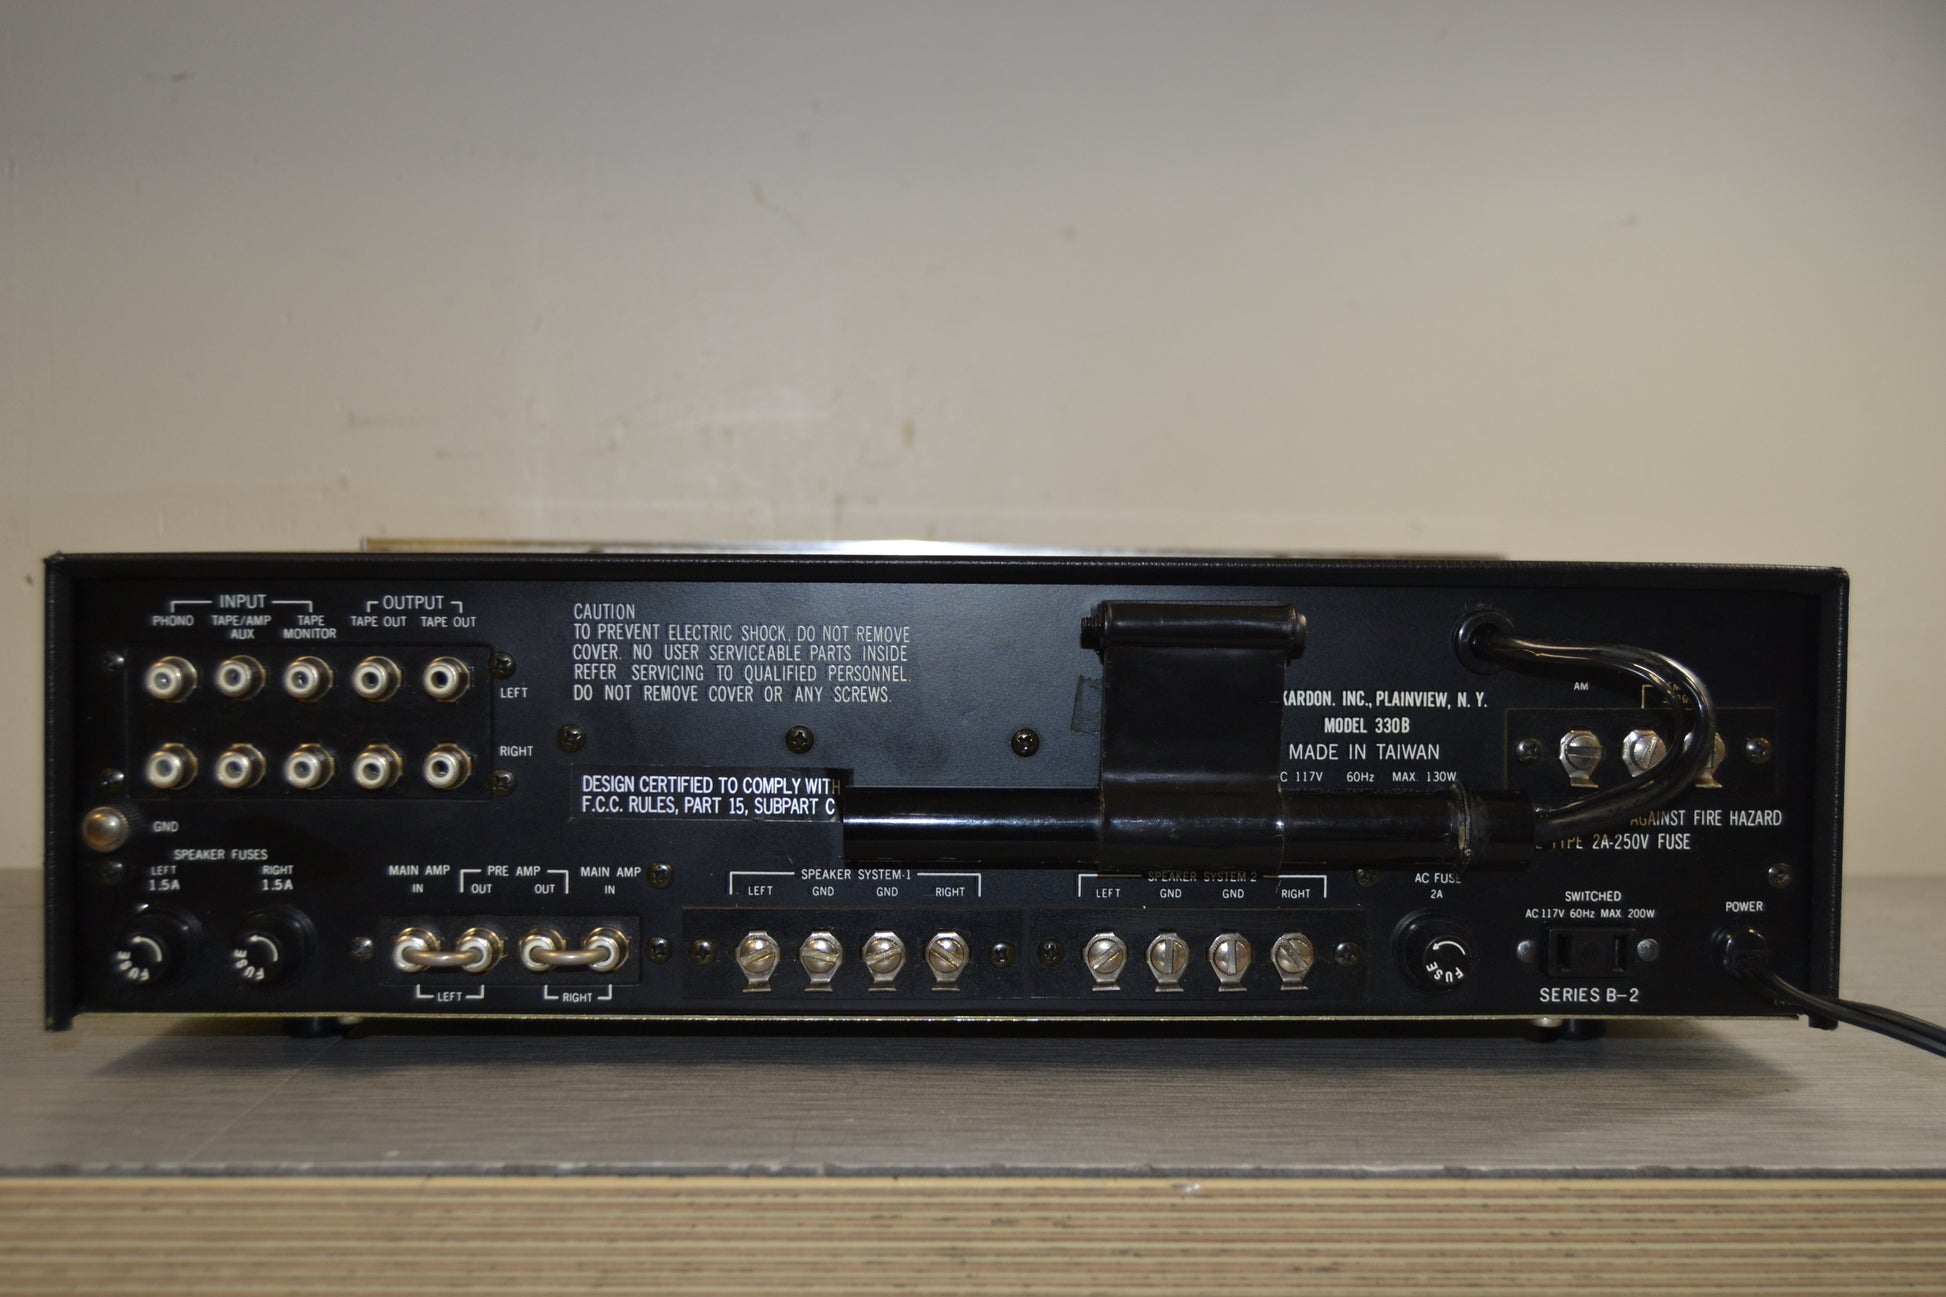 INPUT
OUTPUT
PHONO
TAPE/AMP
AUX
TAPE
MONITOR
TAPE OUT
TAPE OUT
LEFT
RIGHT
GND
SPEAKER FUSES
LEFT
1.5A
RIGHT
1.5A
FUSE
FUSE
CAUTION
TO PREVENT ELECTRIC SHOCK, DO NOT REMOVE
COVER. NO USER SERVICEABLE PARTS INSIDE
REFER SERVICING TO QUALIFIED PERSONNEL.
DO NOT REMOVE COVER OR ANY SCREWS.
DESIGN CERTIFIED TO COMPLY WITH
F.C.C. RULES, PART 15, SUBPART C
MAIN AMP
IN
PRE AMP
OUT OUT
MAIN AMP
IN
LEFT
RIGHT
SPEAKER SYSTEM-1
LEFT GND GND RIGHT
SPEAKER SYSTEM 2
LEFT GND GND RIGHT
KARDON. INC., PLAINVIEW, N. Y.
MODEL 330B
MADE IN TAIWAN
C 117V 60Hz MAX. 130W
AM
AGAINST FIRE HAZARD
TYPE 2A-250V FUSE
AC FUSE
2A
FUSE
SWITCHED
AC 117V 60Hz MAX 200W
SERIES B-2
POWER